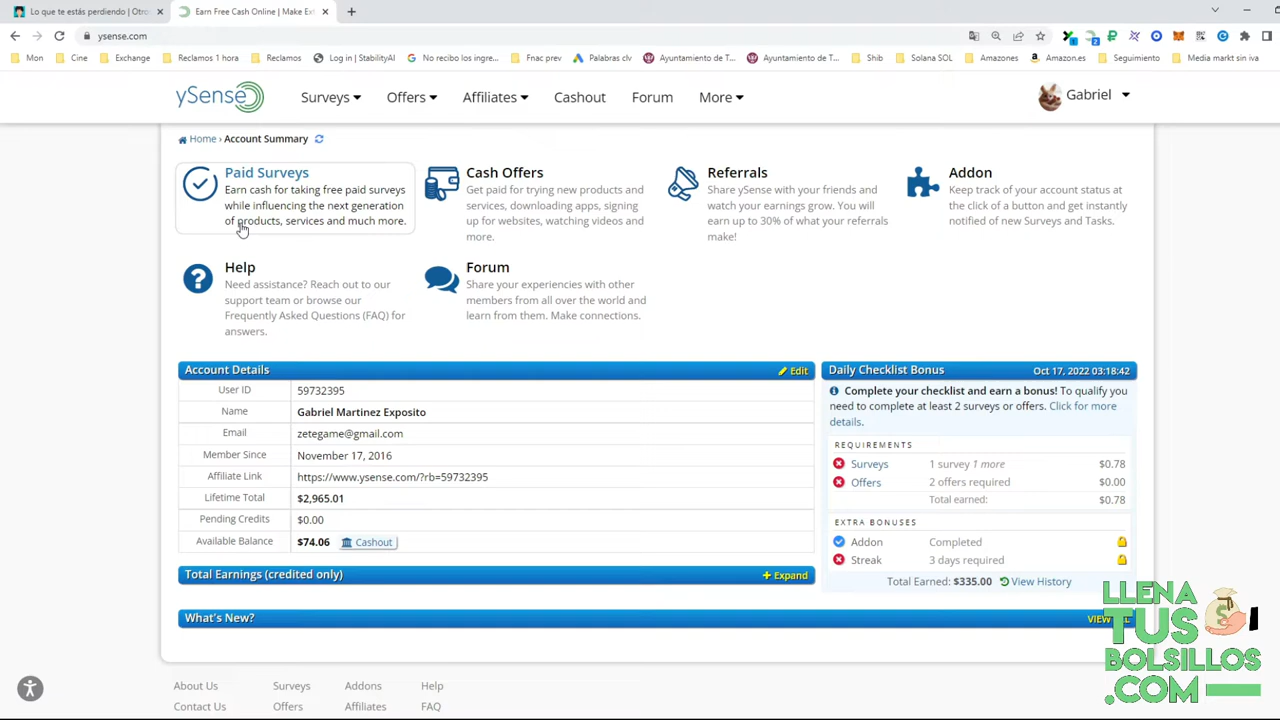 Lo que te estás perdiendo | Otro
Earn Free Cash Online | Make Ex
ysense.com
Mon
Cine
Exchange
Reclamos 1 hora
Reclamos
Log in | StabilityAI
No recibo los ingre...
Fnac prev
Palabras clv
Ayuntamiento de T...
Ayuntamiento de T...
Shib
Solana SOL
Amazones
Amazon.es
Seguimiento
Media markt sin iva
ySense
Surveys
Offers
Affiliates
Cashout
Forum
More
Gabriel
Home › Account Summary
Paid Surveys
Earn cash for taking free paid surveys
while influencing the next generation
of products, services and much more.
Cash Offers
Get paid for trying new products and
services, downloading apps, signing
up for websites, watching videos and
more.
Referrals
Share ySense with your friends and
watch your earnings grow. You will
earn up to 30% of what your referrals
make!
Addon
Keep track of your account status at
the click of a button and get instantly
notified of new Surveys and Tasks.
Help
Need assistance? Reach out to our
support team or browse our
Frequently Asked Questions (FAQ) for
answers.
Forum
Share your experiences with other
members from all over the world and
learn from them. Make connections.
Account Details Edit
User ID 59732395
Name Gabriel Martinez Exposito
Email zetegame@gmail.com
Member Since November 17, 2016
Affiliate Link https://www.ysense.com/?rb=59732395
Lifetime Total $2,965.01
Pending Credits $0.00
Available Balance $74.06 Cashout
Total Earnings (credited only) + Expand
What's New?
Daily Checklist Bonus Oct 17, 2022 03:18:42
Complete your checklist and earn a bonus! To qualify you
need to complete at least 2 surveys or offers. Click for more
details.
REQUIREMENTS
Surveys 1 survey 1 more $0.78
Offers 2 offers required $0.00
Total earned: $0.78
EXTRA BONUSES
Addon Completed
Streak 3 days required
Total Earned: $335.00 View History
LLENA
TUS
BOLSILLOS
.COM
About Us
Surveys
Addons
Help
Contact Us
Offers
Affiliates
FAQ